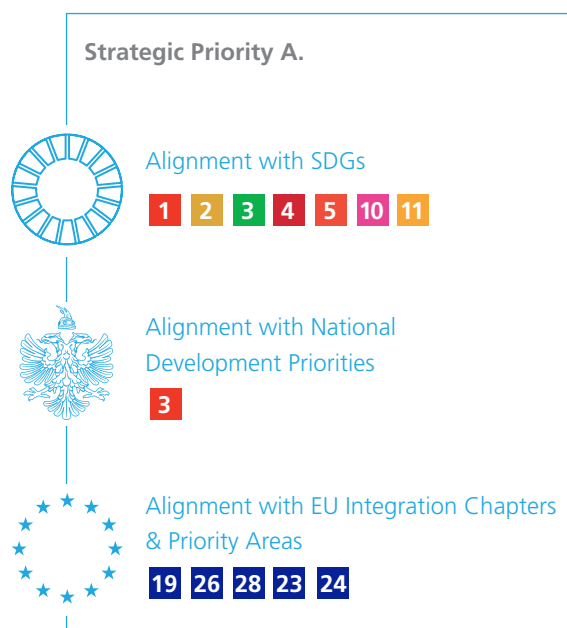 Strategic Priority A.
Alignment with SDGs
1 2 3 4 5 10 11
Alignment with National
Development Priorities
3
Alignment with EU Integration Chapters
& Priority Areas
19 26 28 23 24